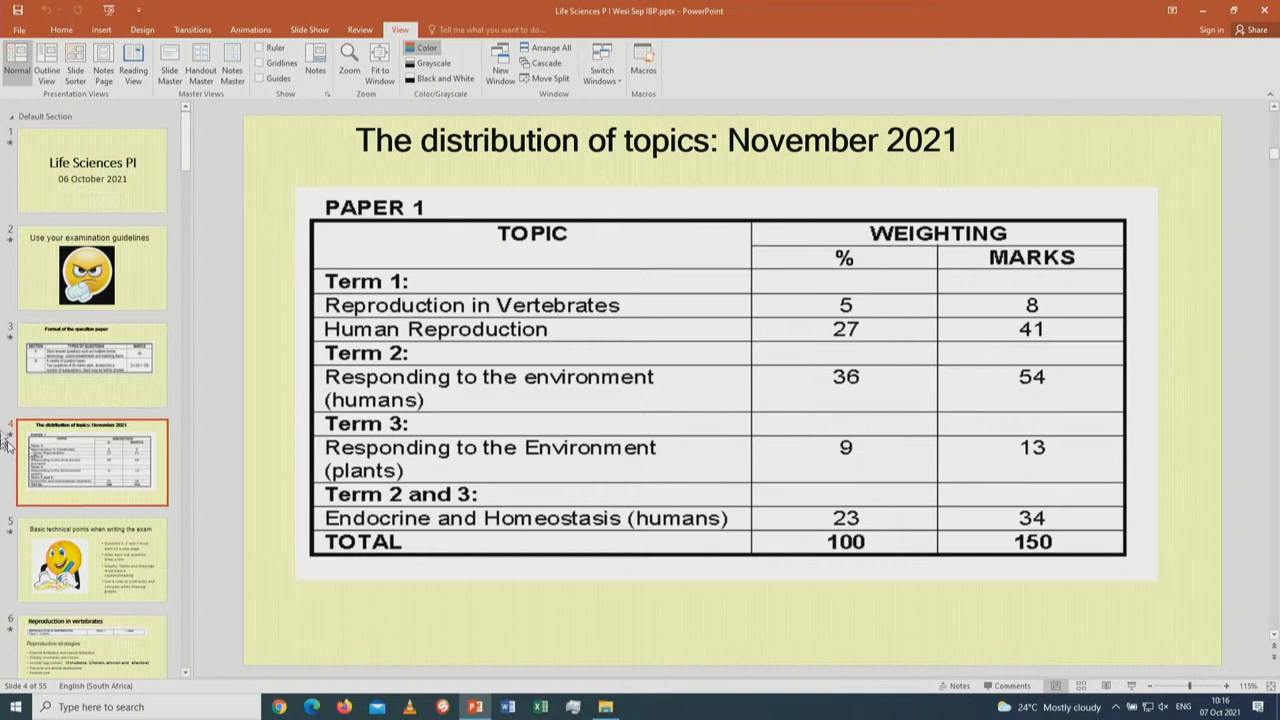 Life Sciences P I Wesi Sep IBP.pptx - PowerPoint
File Home Insert Design Transitions Animations Slide Show Review View Tell me what you want to do... Sign in Share
Ruler Color Arrange All
Gridlines Grayscale Cascade
Guides Black and White Move Split
Normal Outline View Slide Sorter Notes Page Reading View Slide Master Handout Master Notes Master Notes Zoom Fit to Window New Window Switch Windows Macros
Presentation Views Master Views Show Zoom Color/Grayscale Window Macros
Default Section
1
Life Sciences PI
06 October 2021
2
Use your examination guidelines
3
Format of the question paper
4
The distribution of topics: November 2021
5
Basic technical points when writing the exam
6
Reproduction in vertebrates
Reproductive strategies
The distribution of topics: November 2021
PAPER 1
TOPIC WEIGHTING
% MARKS
Term 1:
Reproduction in Vertebrates 5 8
Human Reproduction 27 41
Term 2:
Responding to the environment 36 54
(humans)
Term 3:
Responding to the Environment 9 13
(plants)
Term 2 and 3:
Endocrine and Homeostasis (humans) 23 34
TOTAL 100 150
Slide 4 of 55 English (South Africa) Notes Comments 115%
Type here to search 24°C Mostly cloudy ENG 10:16
07 Oct 2021